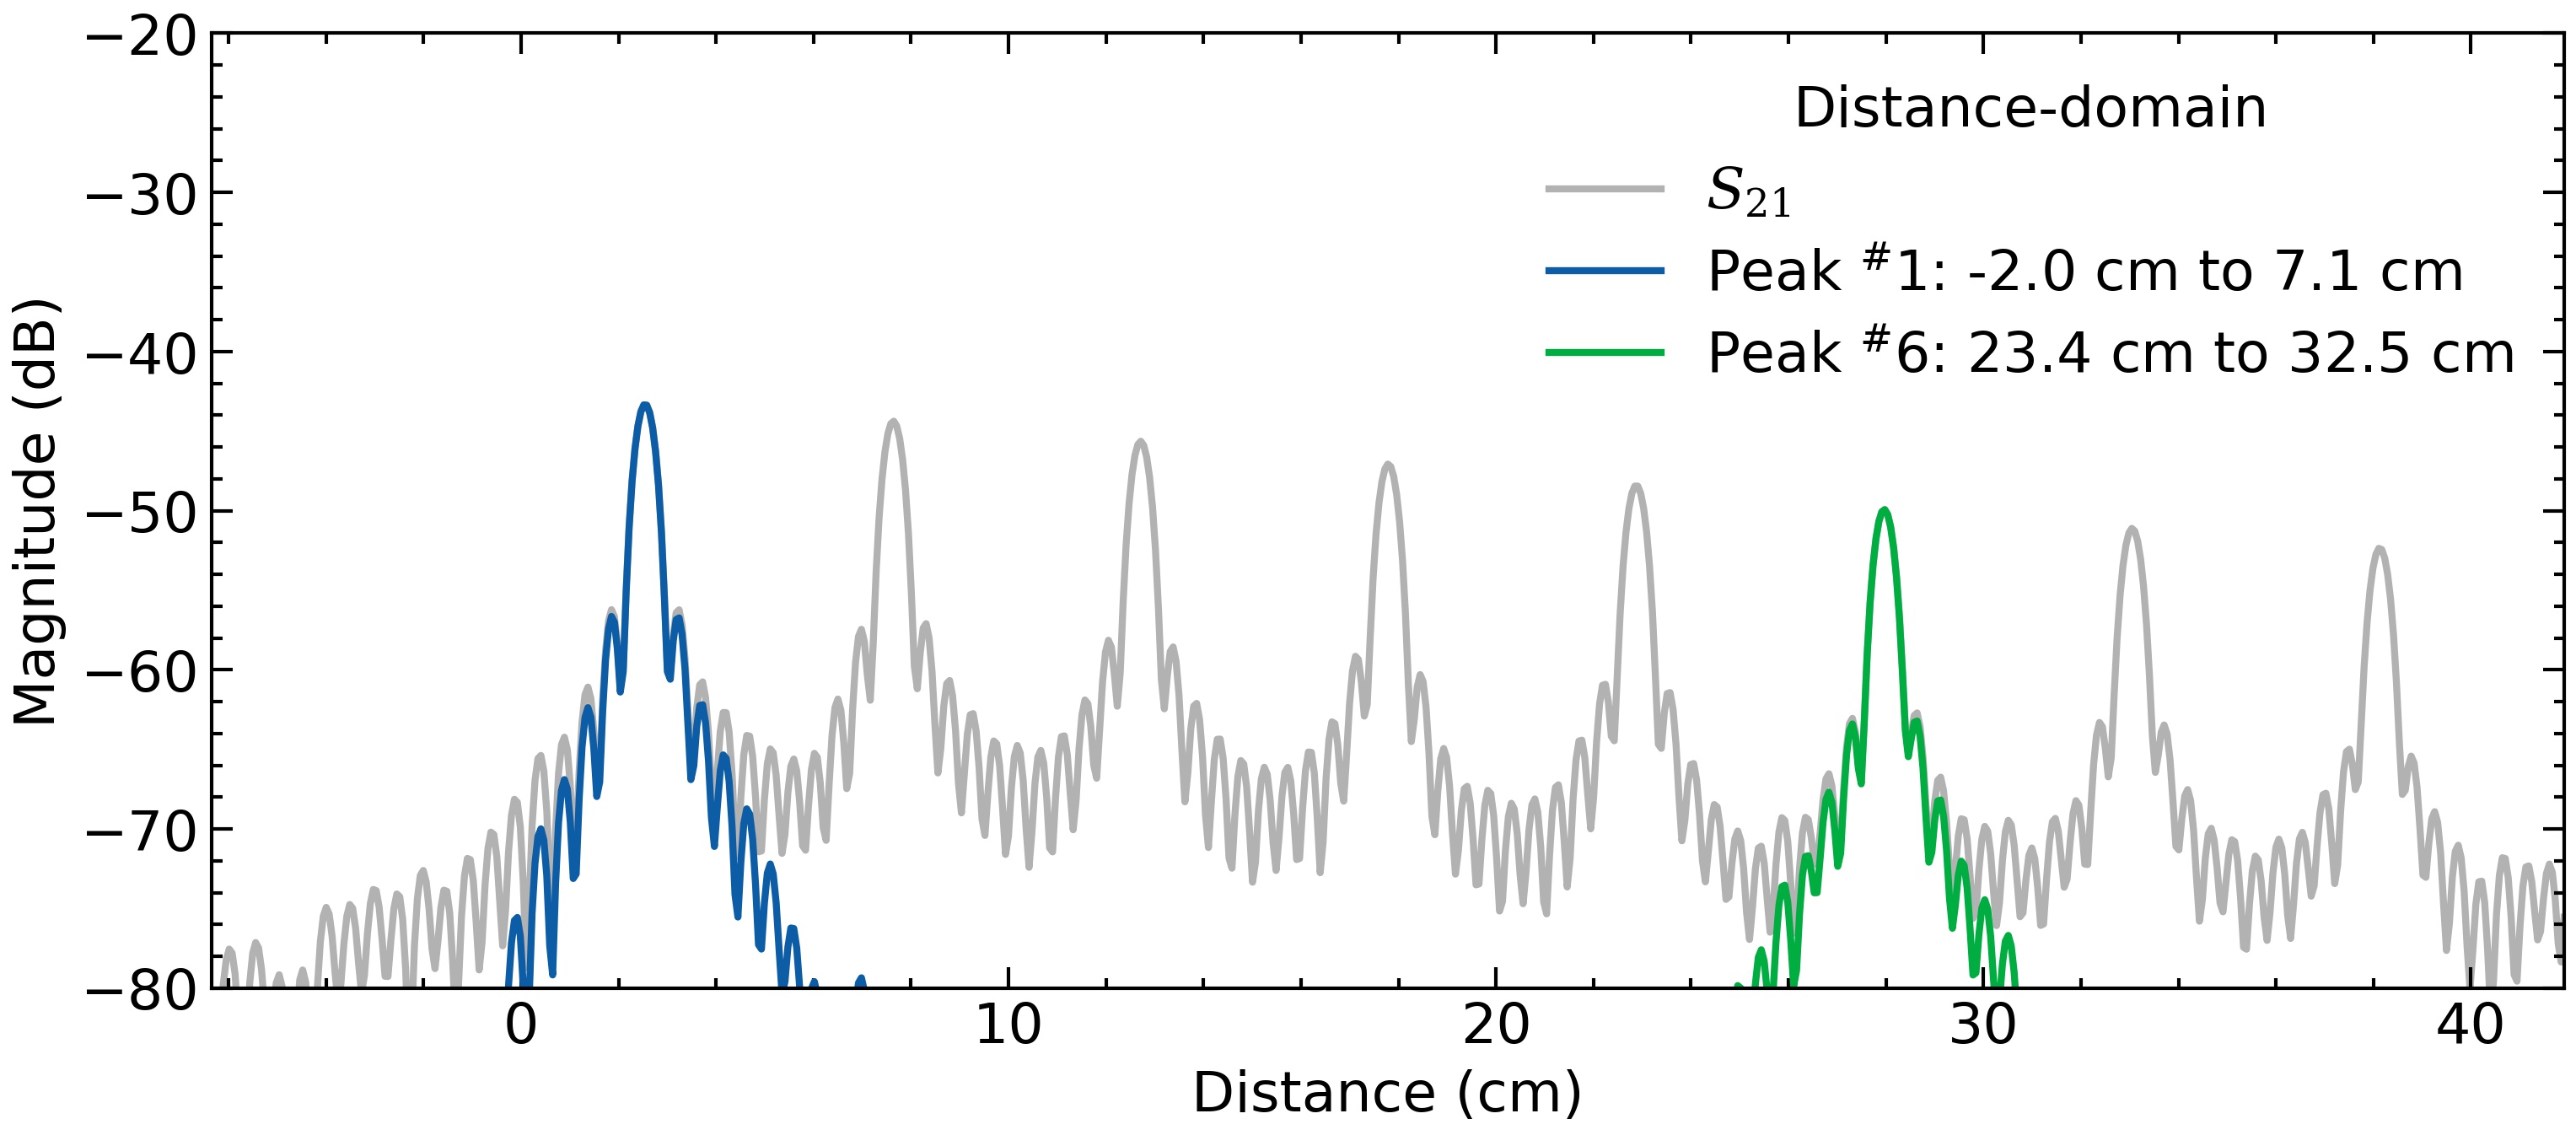 Distance-domain
S21
Peak #1: -2.0 cm to 7.1 cm
Peak #6: 23.4 cm to 32.5 cm
−20
−30
−40
−50
−60
−70
−80
Magnitude (dB)
0 10 20 30 40
Distance (cm)